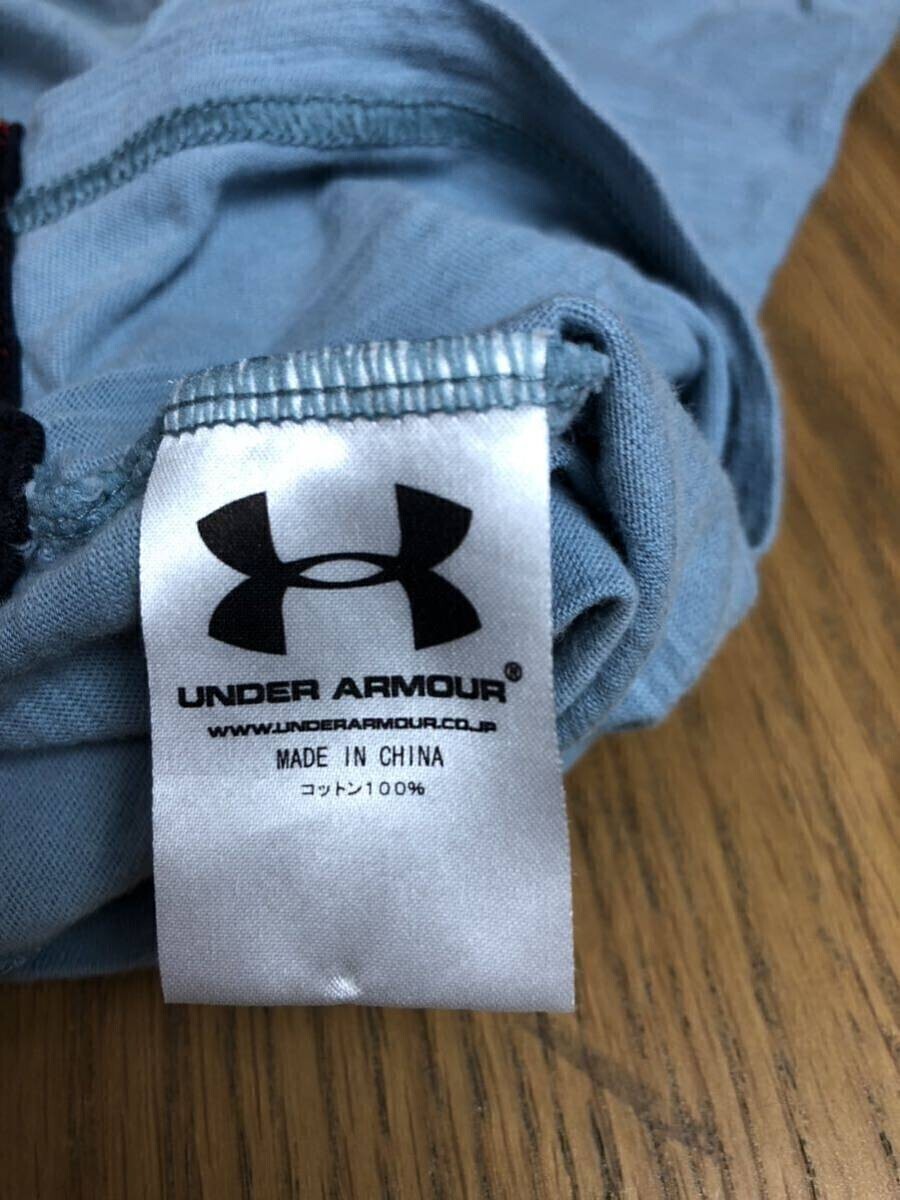 UNDER ARMOUR®
WWW.UNDERARMOUR.CO.JP
MADE IN CHINA
コットン100%